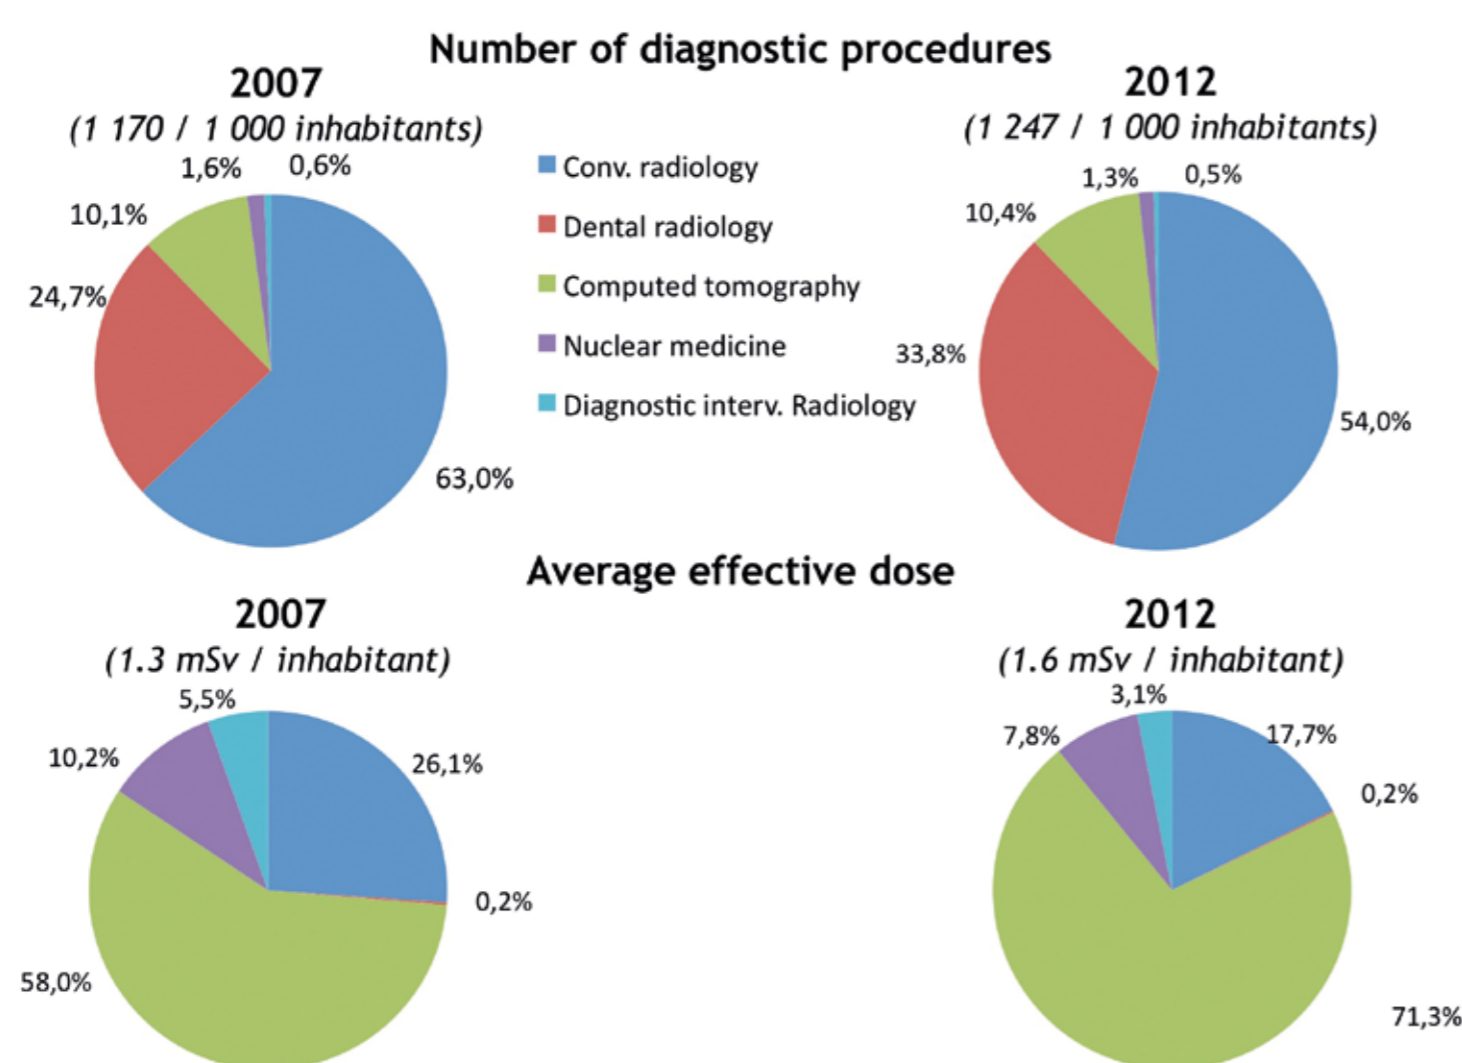 Number of diagnostic procedures
2007
(1 170 / 1 000 inhabitants)
1,6%
0,6%
10,1%
24,7%
63,0%
Conv. radiology
Dental radiology
Computed tomography
Nuclear medicine
Diagnostic interv. Radiology
2012
(1 247 / 1 000 inhabitants)
1,3%
0,5%
10,4%
33,8%
54,0%
Average effective dose
2007
(1.3 mSv / inhabitant)
5,5%
10,2%
26,1%
0,2%
58,0%
2012
(1.6 mSv / inhabitant)
3,1%
7,8%
17,7%
0,2%
71,3%